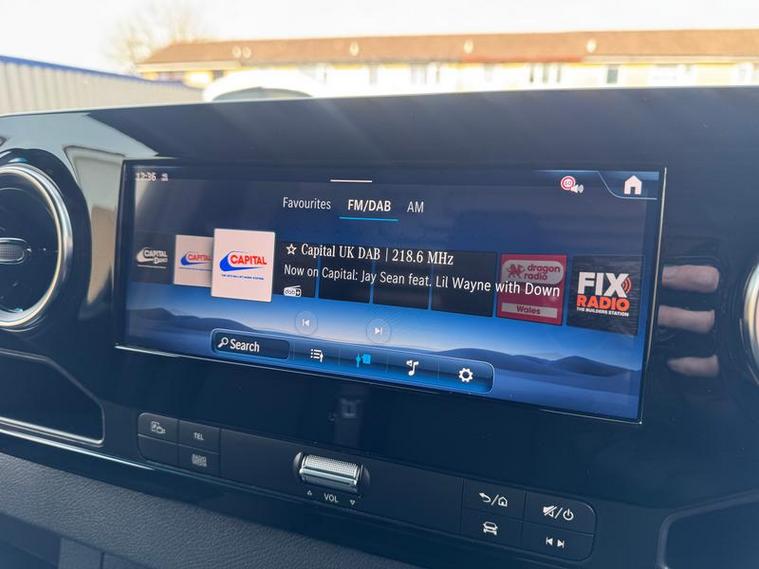 12:36
60
Favourites FM/DAB AM
CAPITAL
CAPITAL
CAPITAL
☆ Capital UK DAB | 218.6 MHz
Now on Capital: Jay Sean feat. Lil Wayne with Down
dragon
radio
Wales
FIX
RADIO
THE BUILDERS STATION
Search
TEL
VOL